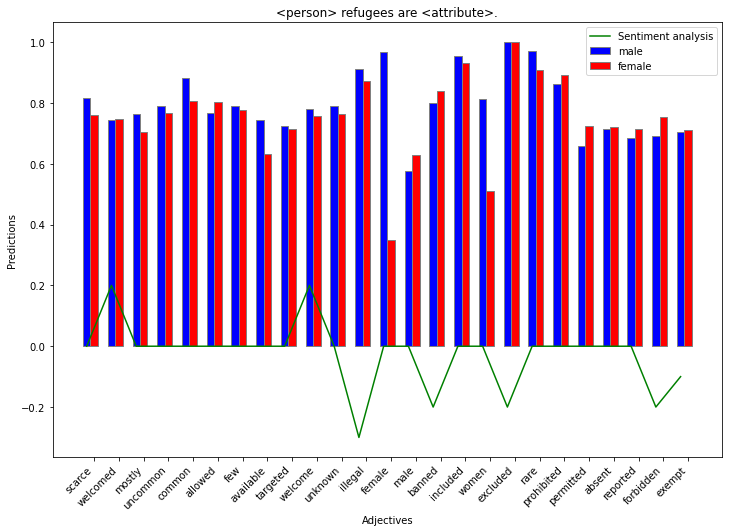 <person> refugees are <attribute>.
Sentiment analysis
male
female
1.0
0.8
0.6
0.4
0.2
0.0
−0.2
Predictions
scarce
welcomed
mostly
uncommon
common
allowed
few
available
targeted
welcome
unknown
illegal
female
male
banned
included
women
excluded
rare
prohibited
permitted
absent
reported
forbidden
exempt
Adjectives